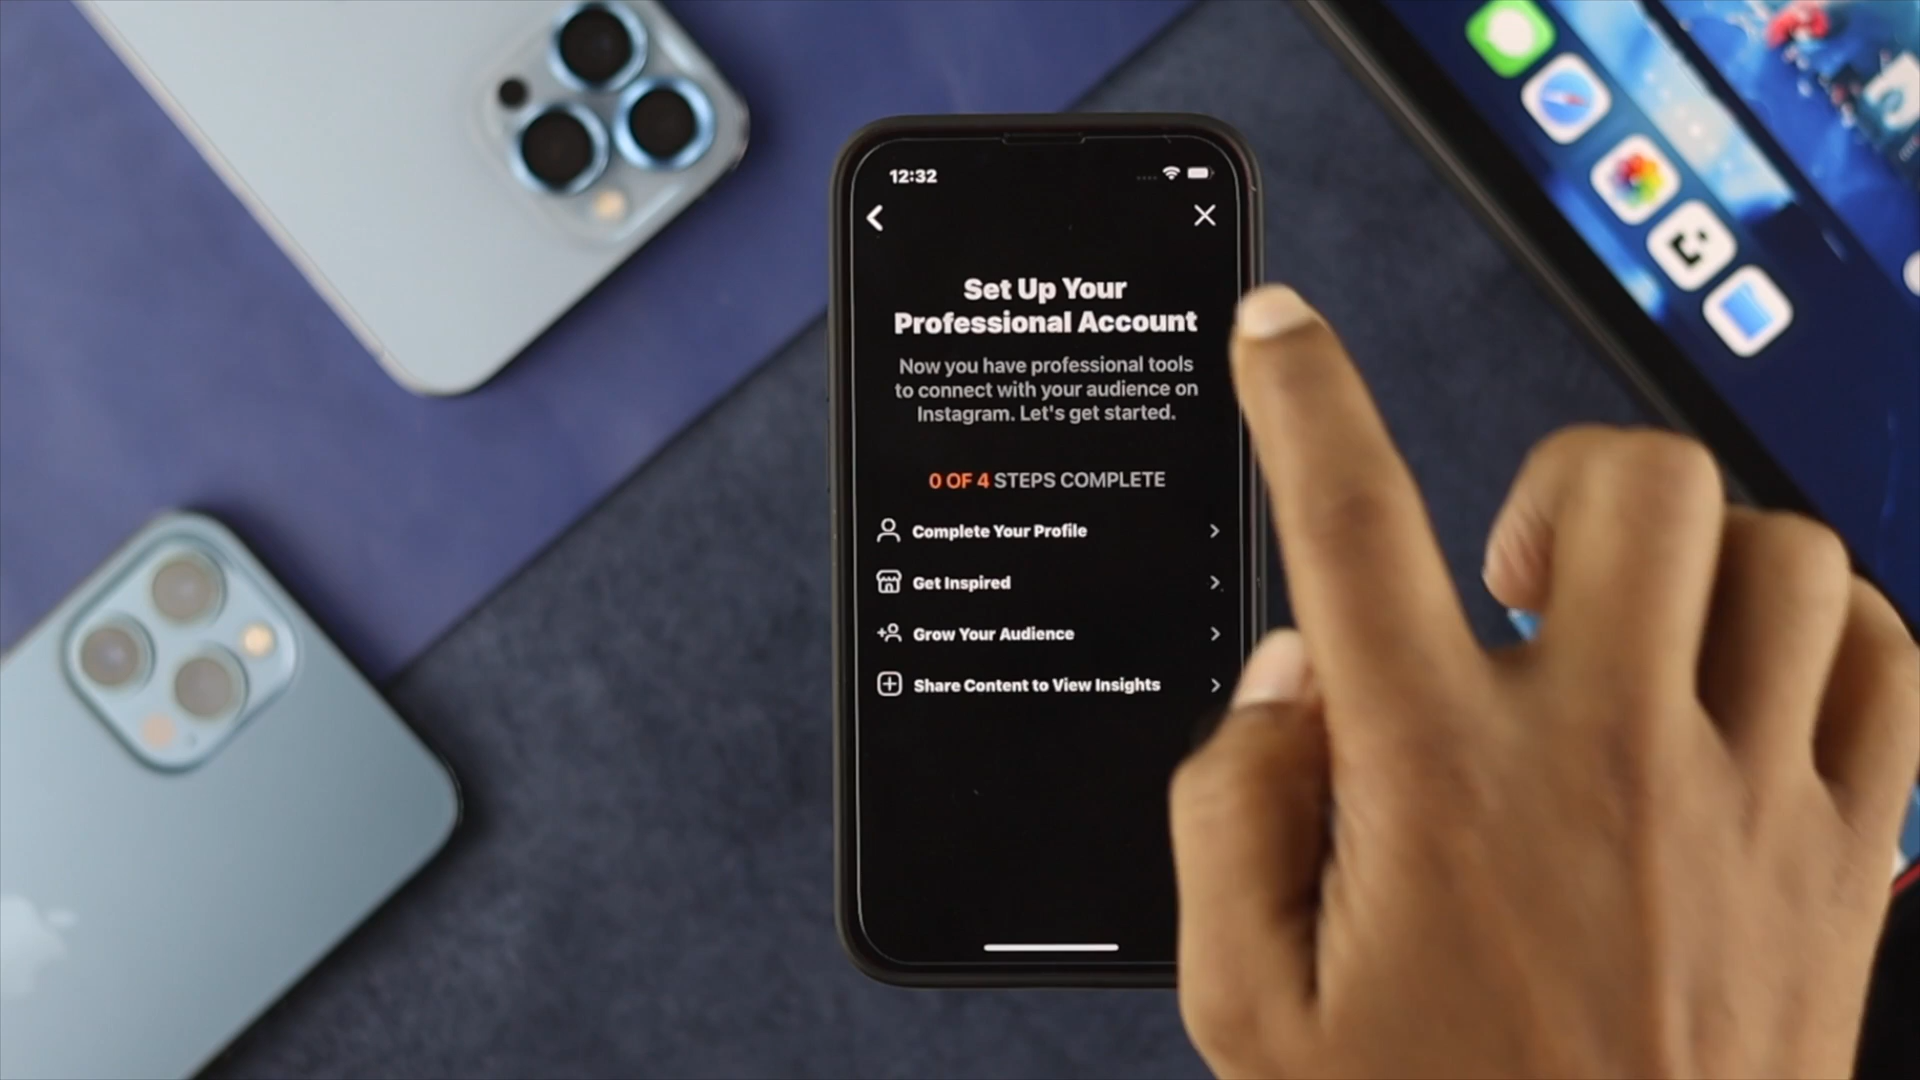 12:32
Set Up Your
Professional Account
Now you have professional tools
to connect with your audience on
Instagram. Let's get started.
0 OF 4 STEPS COMPLETE
Complete Your Profile
Get Inspired
Grow Your Audience
Share Content to View Insights